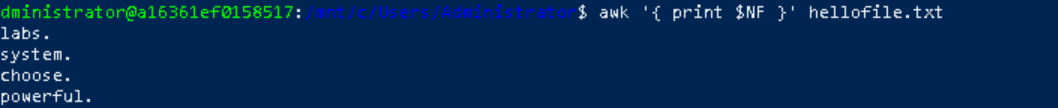 dministrator@a16361ef0158517:/mnt/c/Users/Administrator$ awk '{ print $NF }' hellofile.txt
labs.
system.
choose.
powerful.